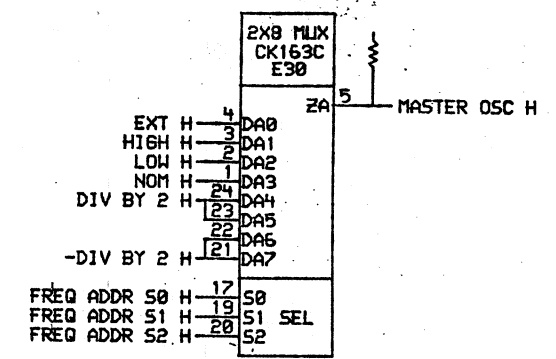 2X8 MUX
CK163C
E30
ZA 5 MASTER OSC H
EXT H 4 DA0
HIGH H 3 DA1
LOW H 2 DA2
NOM H 1 DA3
DIV BY 2 H 24 DA4
23 DA5
22 DA6
-DIV BY 2 H 21 DA7
FREQ ADDR S0 H 17 S0
FREQ ADDR S1 H 19 S1 SEL
FREQ ADDR S2 H 20 S2